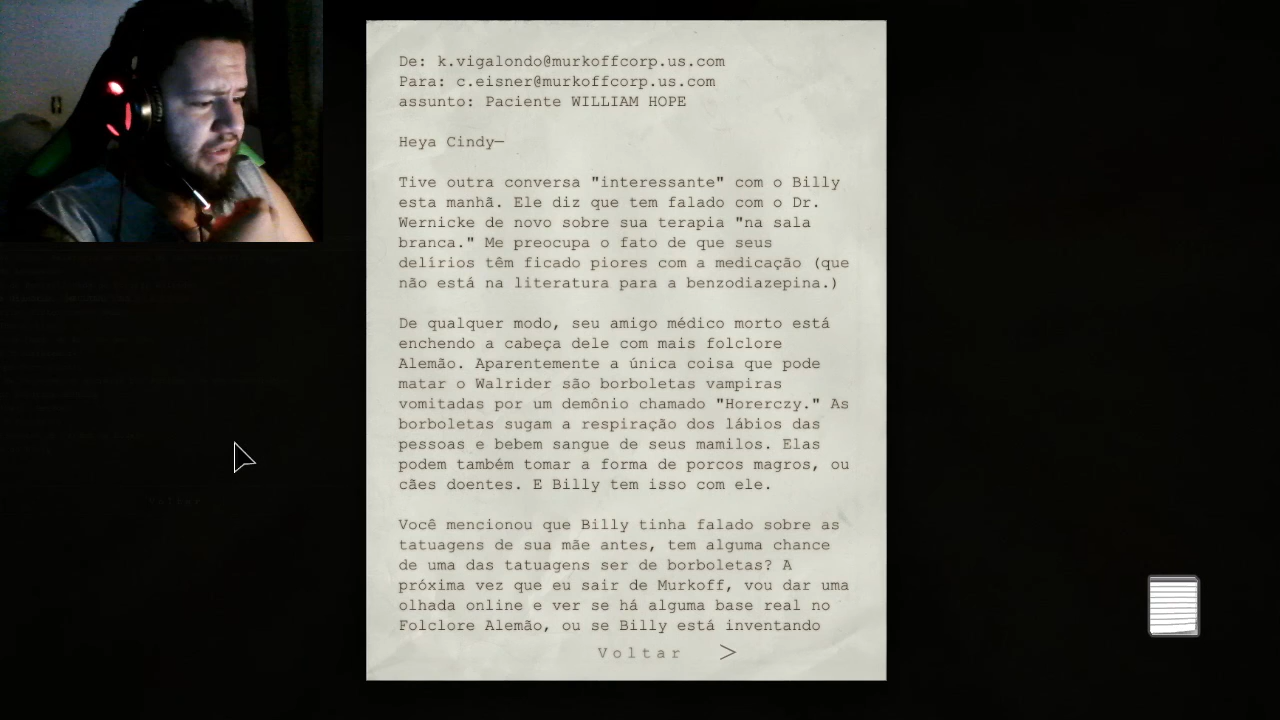 De: k.vigalondo@murkoffcorp.us.com
Para: c.eisner@murkoffcorp.us.com
assunto: Paciente WILLIAM HOPE
Heya Cindy—
Tive outra conversa "interessante" com o Billy
esta manhã. Ele diz que tem falado com o Dr.
Wernicke de novo sobre sua terapia "na sala
branca." Me preocupa o fato de que seus
delírios têm ficado piores com a medicação (que
não está na literatura para a benzodiazepina.)
De qualquer modo, seu amigo médico morto está
enchendo a cabeça dele com mais folclore
Alemão. Aparentemente a única coisa que pode
matar o Walrider são borboletas vampiras
vomitadas por um demônio chamado "Horerczy." As
borboletas sugam a respiração dos lábios das
pessoas e bebem sangue de seus mamilos. Elas
podem também tomar a forma de porcos magros, ou
cães doentes. E Billy tem isso com ele.
Você mencionou que Billy tinha falado sobre as
tatuagens de sua mãe antes, tem alguma chance
de uma das tatuagens ser de borboletas? A
próxima vez que eu sair de Murkoff, vou dar uma
olhada online e ver se há alguma base real no
Folclore Alemão, ou se Billy está inventando
Voltar >